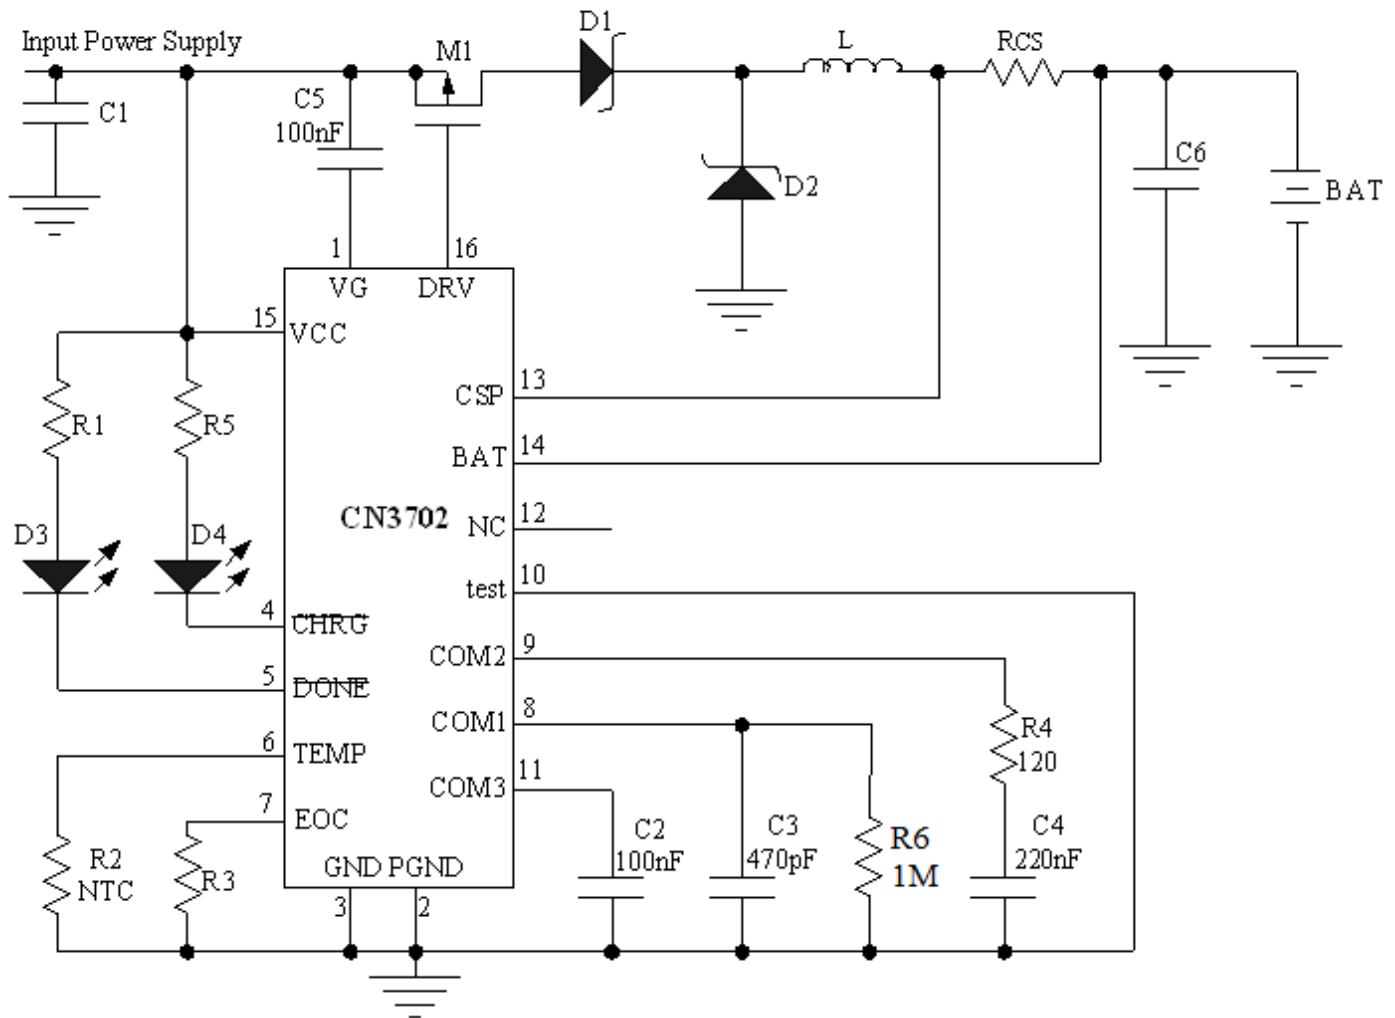 Input Power Supply
D1
L
RCS
M1
C1
C5
100nF
D2
C6
BAT
1
16
VG
DRV
15
VCC
13
CSP
R1
R5
14
BAT
CN3702
12
NC
D3
D4
10
test
4
CHRG
9
COM2
5
DONE
8
COM1
6
TEMP
R4
120
11
COM3
7
EOC
C2
100nF
C3
470pF
R6
1M
C4
220nF
R2
NTC
R3
GND PGND
3
2